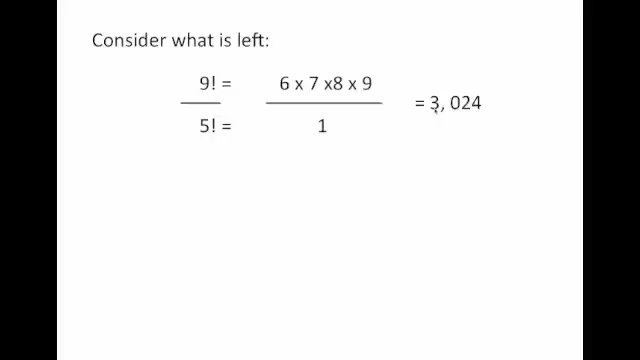 Consider what is left:
9! = 6 x 7 x8 x 9
= 3, 024
5! = 1